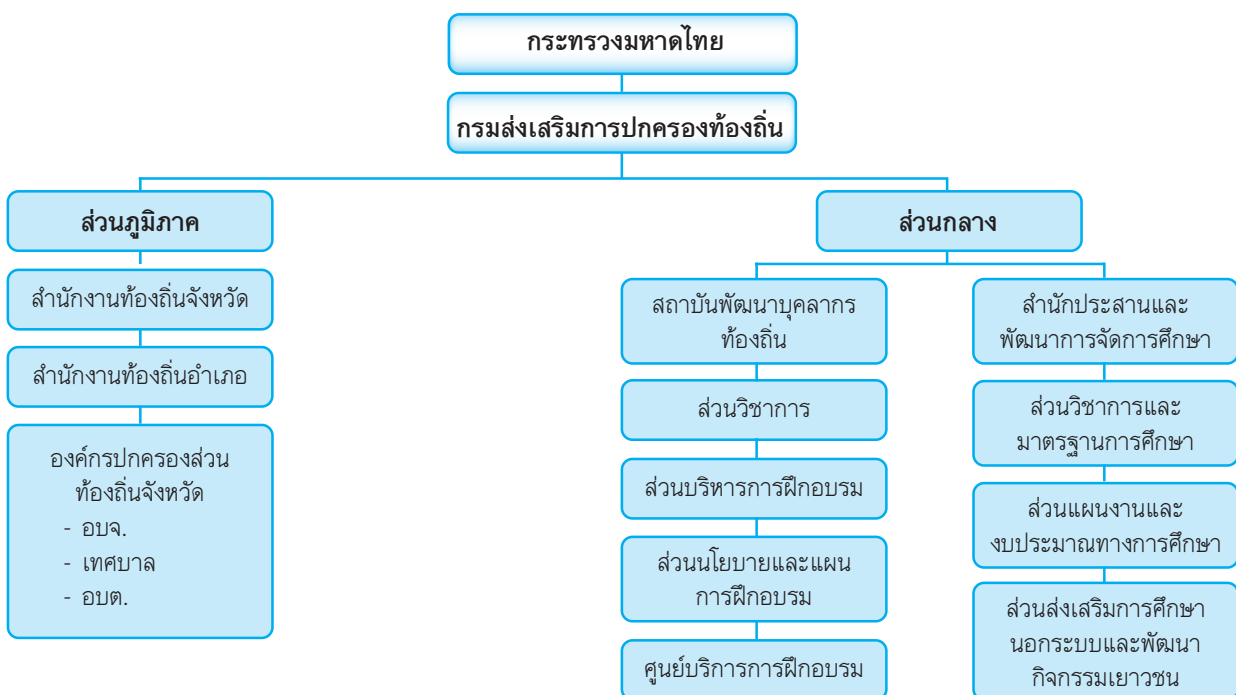 กระทรวงมหาดไทย
กรมส่งเสริมการปกครองท้องถิ่น
ส่วนภูมิภาค
สำนักงานท้องถิ่นจังหวัด
สำนักงานท้องถิ่นอำเภอ
องค์กรปกครองส่วน
ท้องถิ่นจังหวัด
- อบจ.
- เทศบาล
- อบต.
ส่วนกลาง
สถาบันพัฒนาบุคลากร
ท้องถิ่น
ส่วนวิชาการ
ส่วนบริหารการฝึกอบรม
ส่วนนโยบายและแผน
การฝึกอบรม
ศูนย์บริการการฝึกอบรม
สำนักประสานและ
พัฒนาการจัดการศึกษา
ส่วนวิชาการและ
มาตรฐานการศึกษา
ส่วนแผนงานและ
งบประมาณทางการศึกษา
ส่วนส่งเสริมการศึกษา
นอกระบบและพัฒนา
กิจกรรมเยาวชน